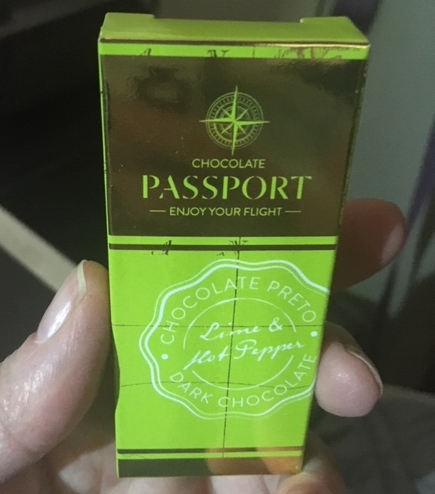 CHOCOLATE
PASSPORT
ENJOY YOUR FLIGHT
CHOCOLATE PRETO
Lime &
Hot Pepper
DARK CHOCOLATE